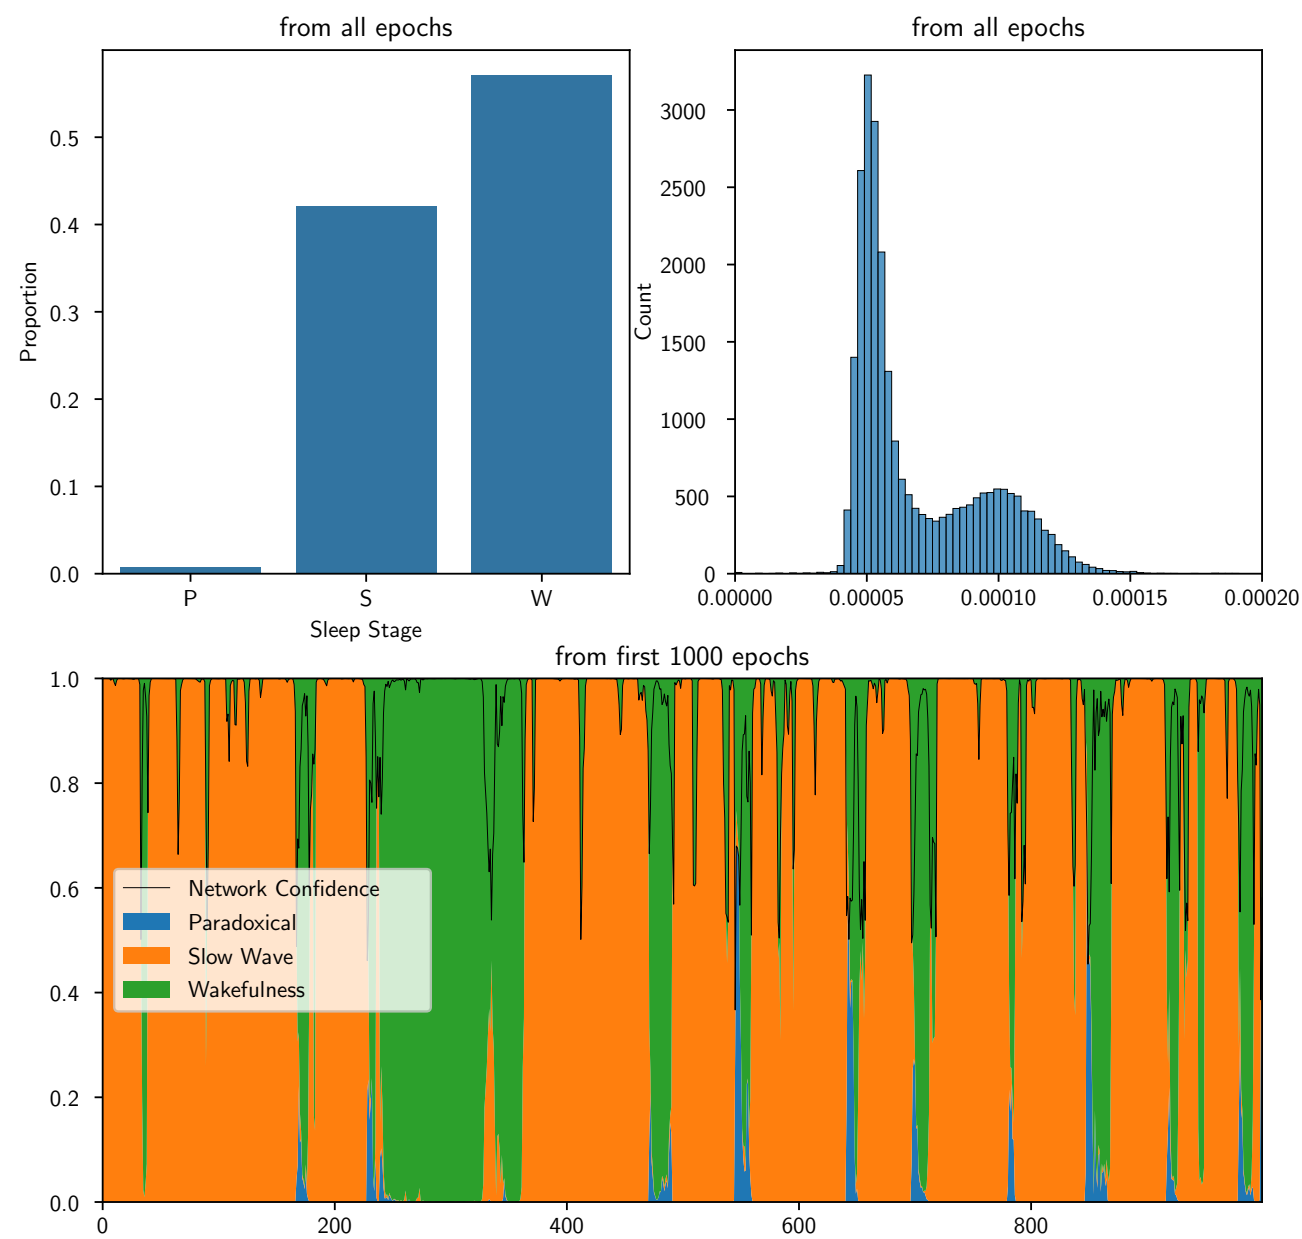 from all epochs
Proportion
0.5
0.4
0.3
0.2
0.1
0.0
P S W
Sleep Stage
from all epochs
Count
3000
2500
2000
1500
1000
500
0
0.00000 0.00005 0.00010 0.00015 0.00020
from first 1000 epochs
1.0
0.8
0.6
0.4
0.2
0.0
Network Confidence
Paradoxical
Slow Wave
Wakefulness
0 200 400 600 800